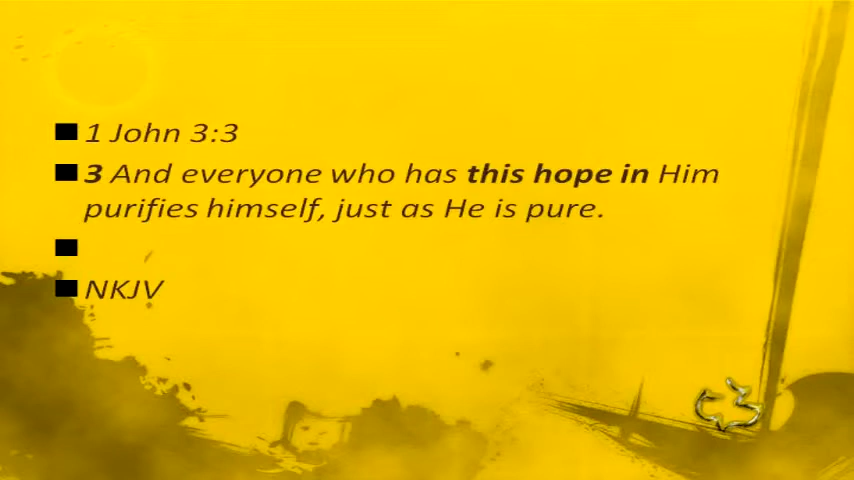 1 John 3:3
3 And everyone who has this hope in Him
purifies himself, just as He is pure.
NKJV